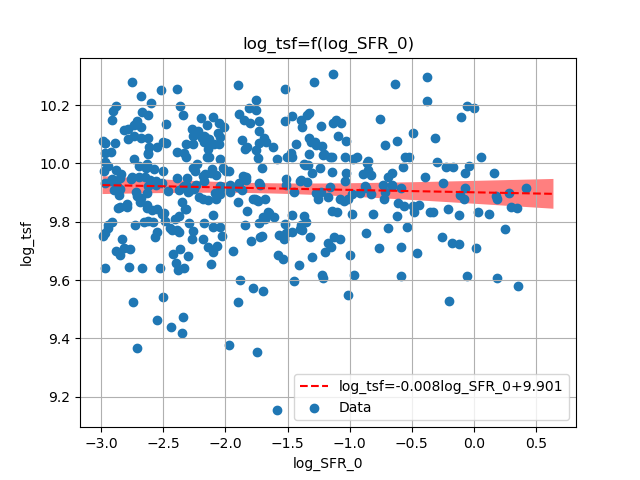 log_tsf=f(log_SFR_0)
10.2
10.0
9.8
9.6
9.4
9.2
log_tsf
log_tsf=-0.008log_SFR_0+9.901
Data
−3.0 −2.5 −2.0 −1.5 −1.0 −0.5 0.0 0.5
log_SFR_0